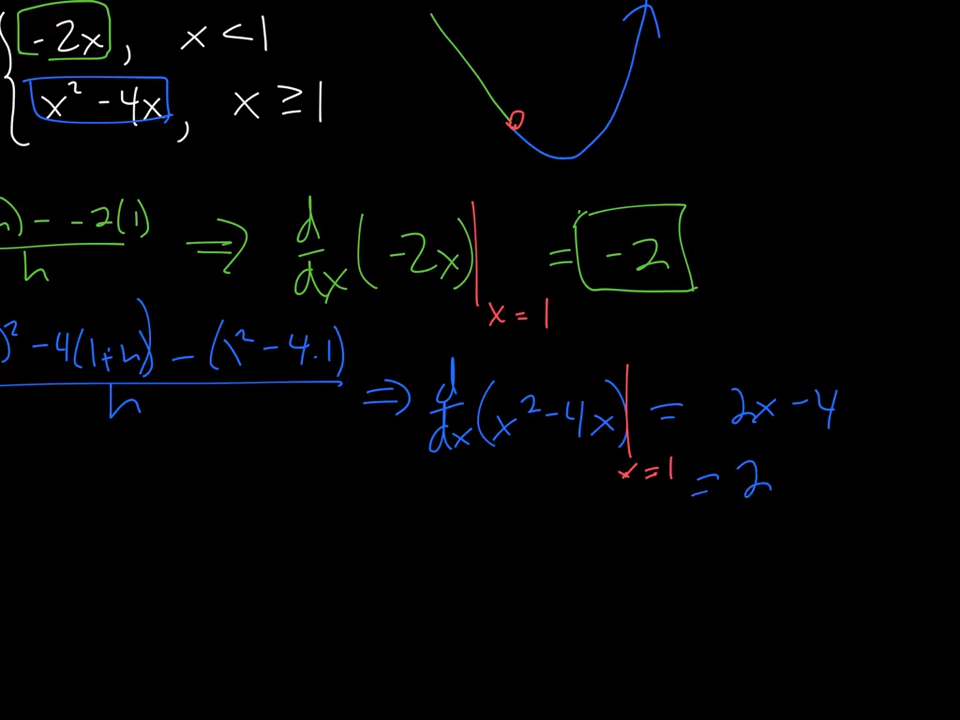 -2x, x < 1
x² - 4x, x ≥ 1
) - -2(1) / h ⇒ d/dx (-2x) | x = 1 = -2
)² - 4(1+h)) - (1² - 4·1) / h ⇒ d/dx (x² - 4x) | x = 1 = 2x - 4
= 2